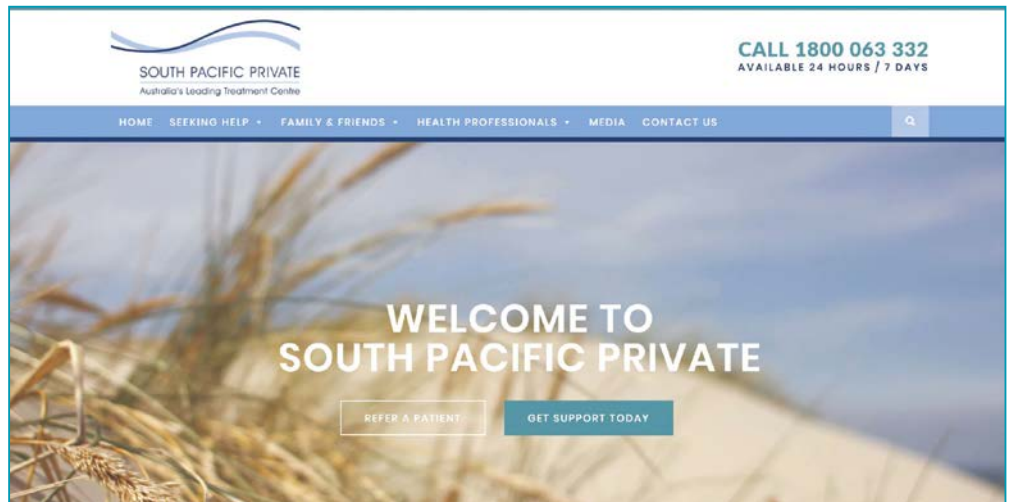 SOUTH PACIFIC PRIVATE
Australia's Leading Treatment Centre
CALL 1800 063 332
AVAILABLE 24 HOURS / 7 DAYS
HOME SEEKING HELP FAMILY & FRIENDS HEALTH PROFESSIONALS MEDIA CONTACT US
WELCOME TO
SOUTH PACIFIC PRIVATE
REFER A PATIENT GET SUPPORT TODAY